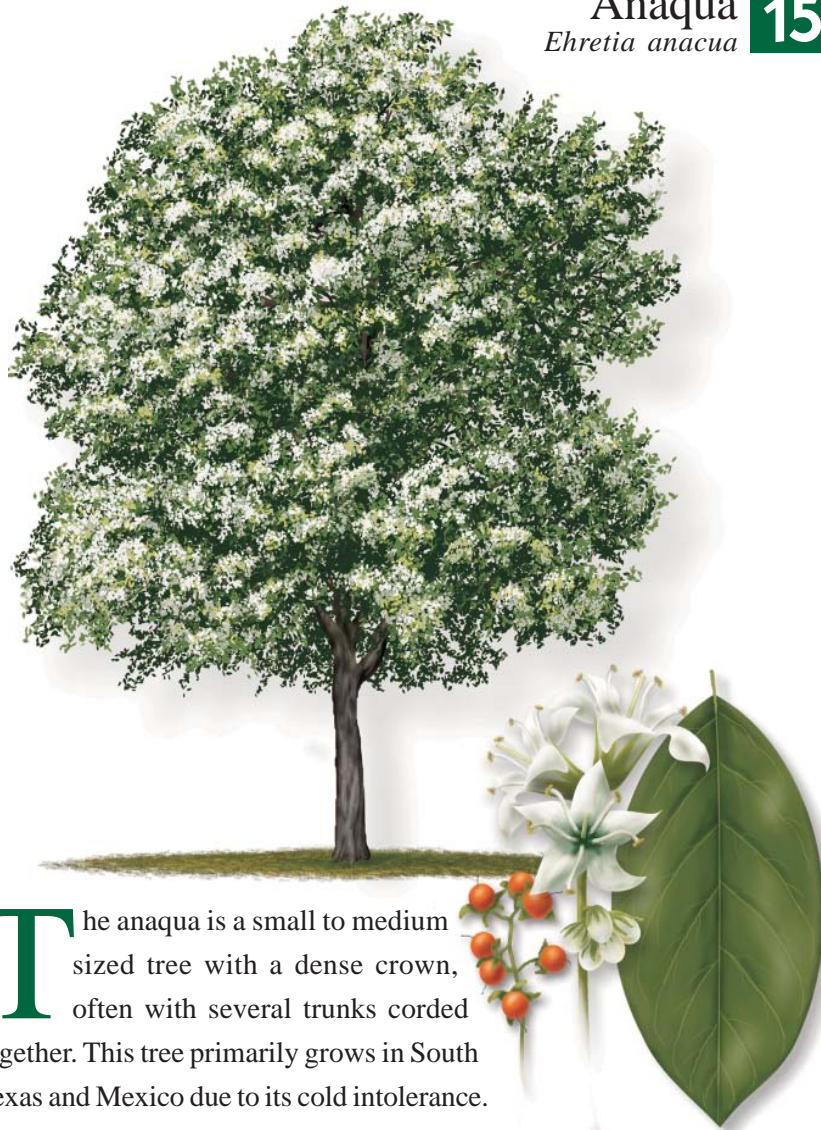 Anaqua 15
Ehretia anacua
The anaqua is a small to medium
sized tree with a dense crown,
often with several trunks corded
gether. This tree primarily grows in South
exas and Mexico due to its cold intolerance.